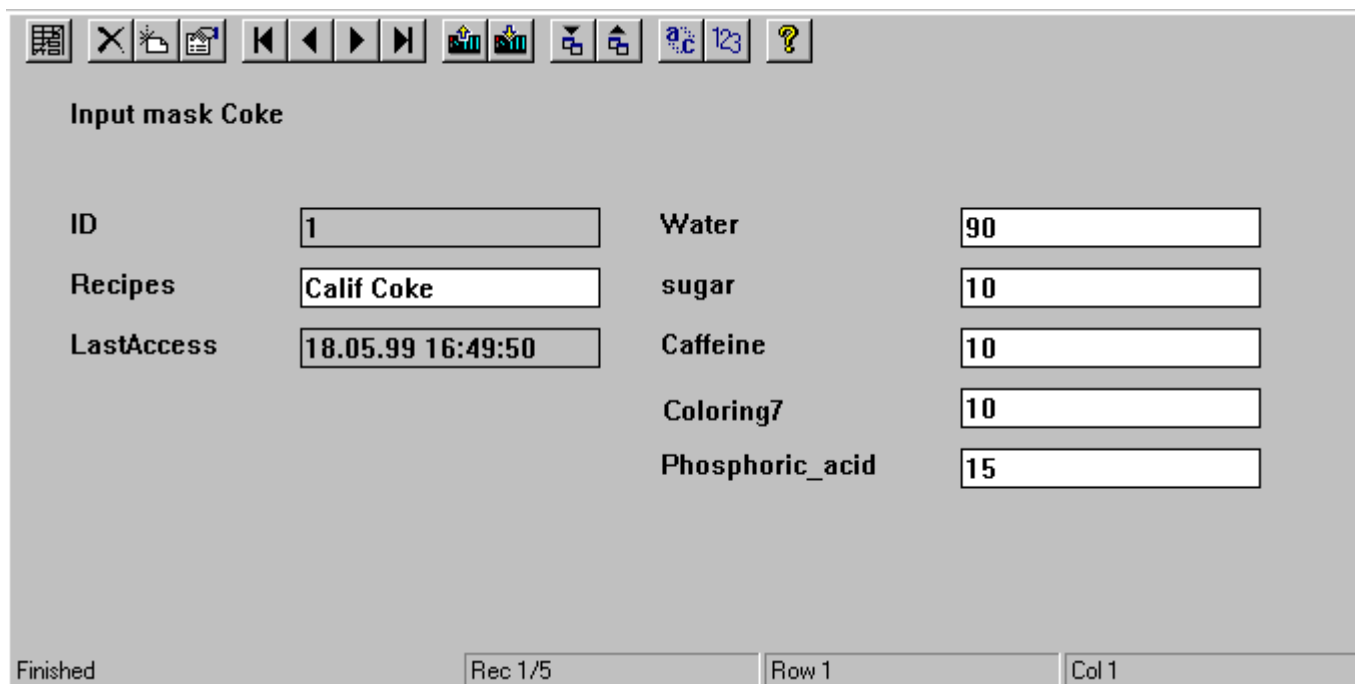 a c 123 ?
Input mask Coke
ID 1 Water 90
Recipes Calif Coke sugar 10
LastAccess 18.05.99 16:49:50 Caffeine 10
Coloring7 10
Phosphoric_acid 15
Finished Rec 1/5 Row 1 Col 1